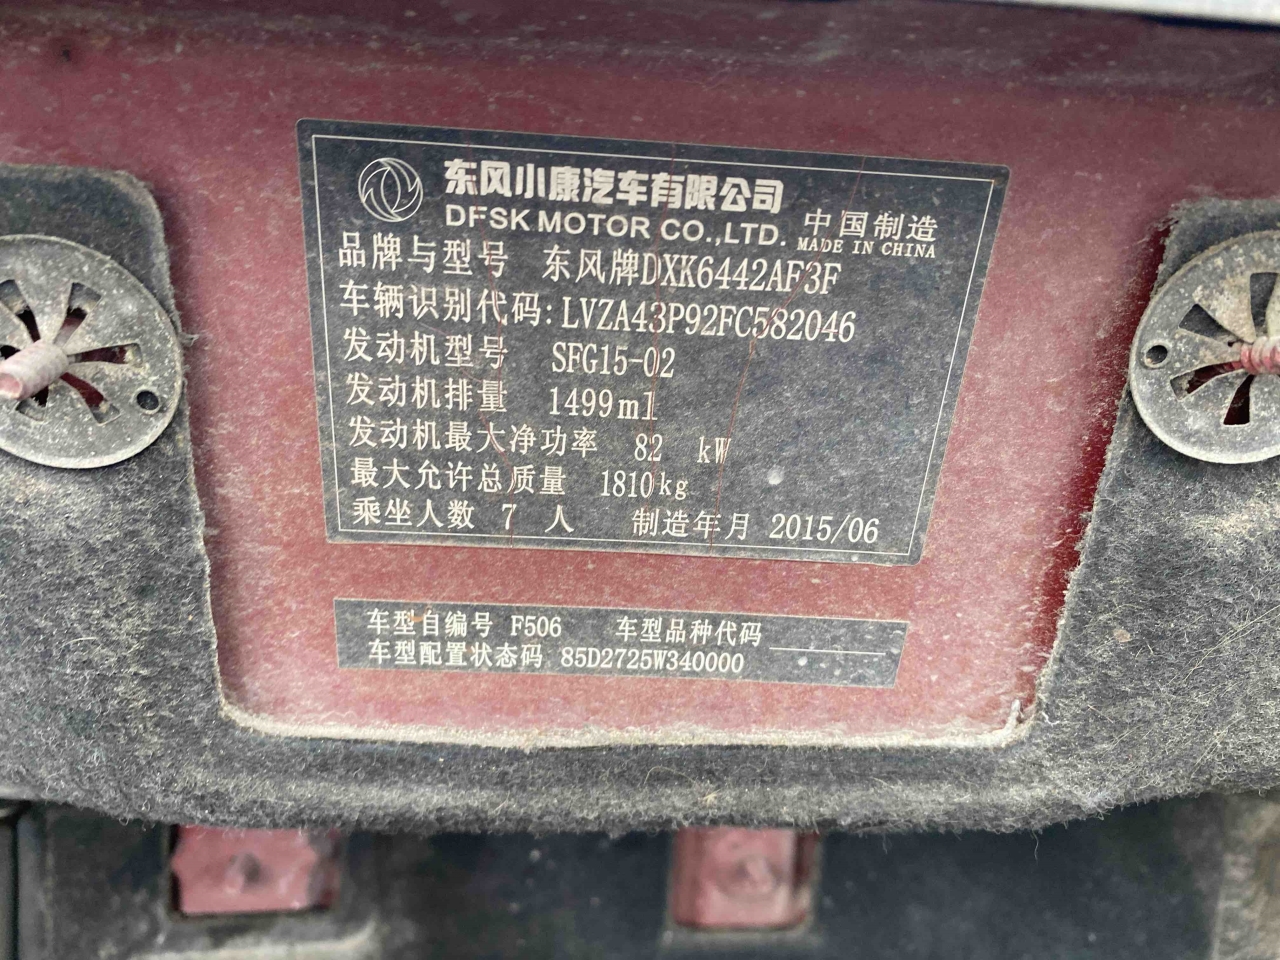 东风小康汽车有限公司
DFSK MOTOR CO.,LTD.
中国制造
MADE IN CHINA
品牌与型号 东风牌DXK6442AF3F
车辆识别代码:LVZA43P92FC582046
发动机型号 SFG15-02
发动机排量 1499ml
发动机最大净功率 82 kW
最大允许总质量 1810kg
乘坐人数 7 人 制造年月 2015/06
车型自编号 F506 车型品种代码
车型配置状态码 85D2725W340000